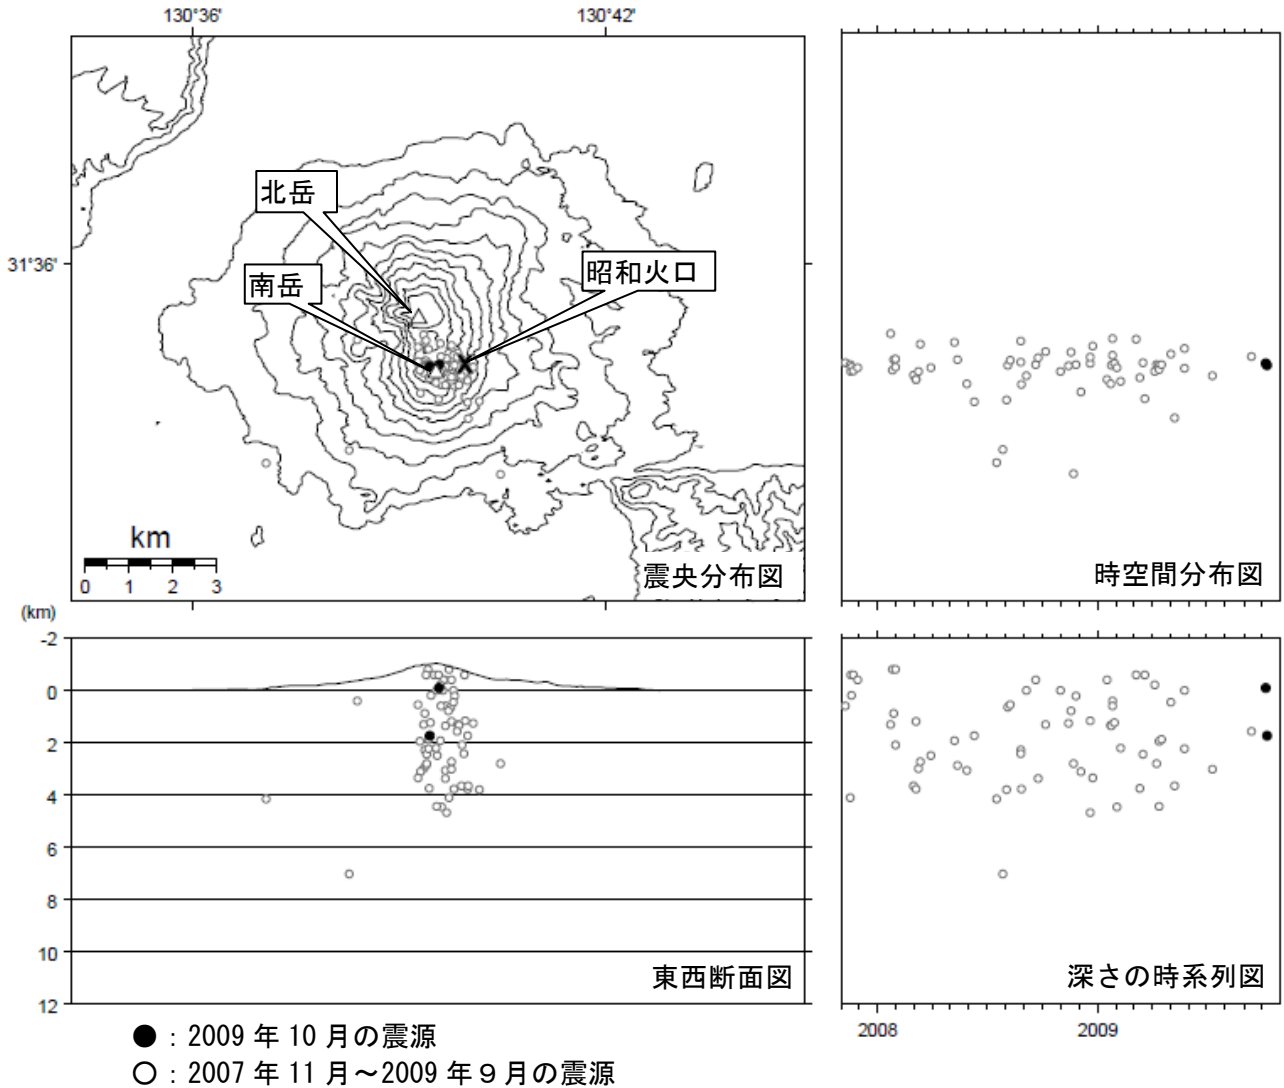 130°36' 130°42'
31°36'
北岳
南岳
昭和火口
km
0 1 2 3
震央分布図
時空間分布図
(km)
-2
0
2
4
6
8
10
12
東西断面図
深さの時系列図
2008 2009
●：2009 年 10 月の震源
○：2007 年 11 月～2009 年９月の震源